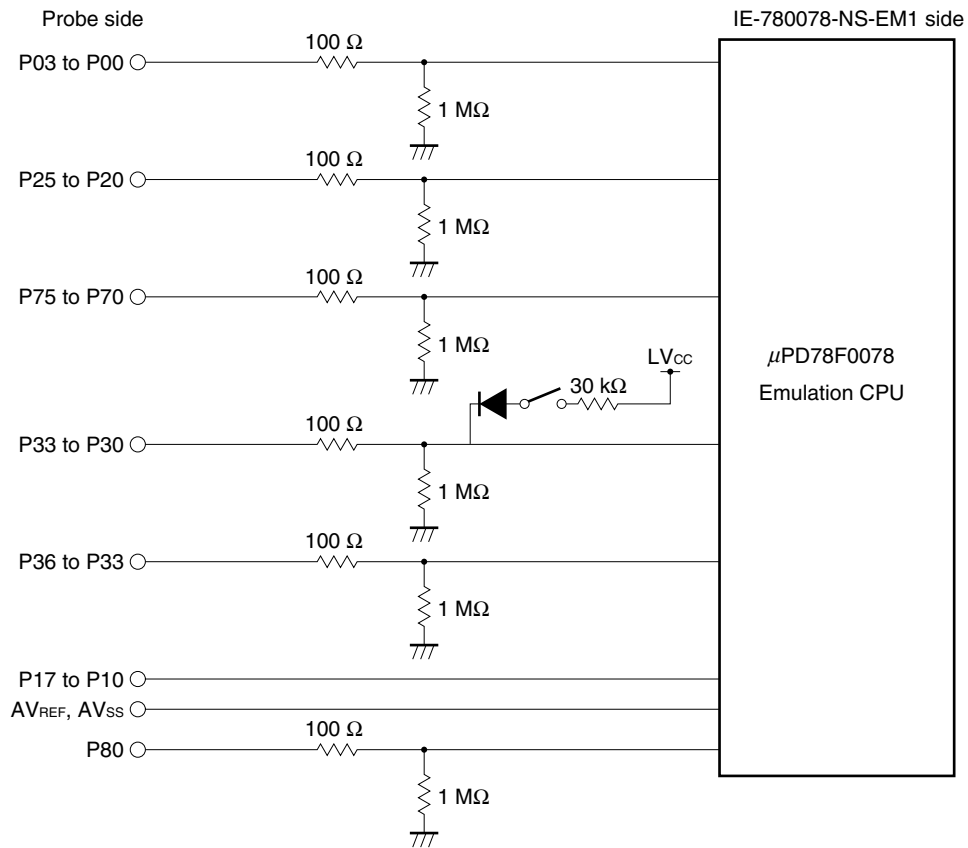 Probe side
IE-780078-NS-EM1 side
P03 to P00
100 Ω
1 MΩ
P25 to P20
100 Ω
1 MΩ
P75 to P70
100 Ω
1 MΩ
LVCC
30 kΩ
P33 to P30
100 Ω
1 MΩ
P36 to P33
100 Ω
1 MΩ
P17 to P10
AVREF, AVSS
P80
100 Ω
1 MΩ
μPD78F0078
Emulation CPU